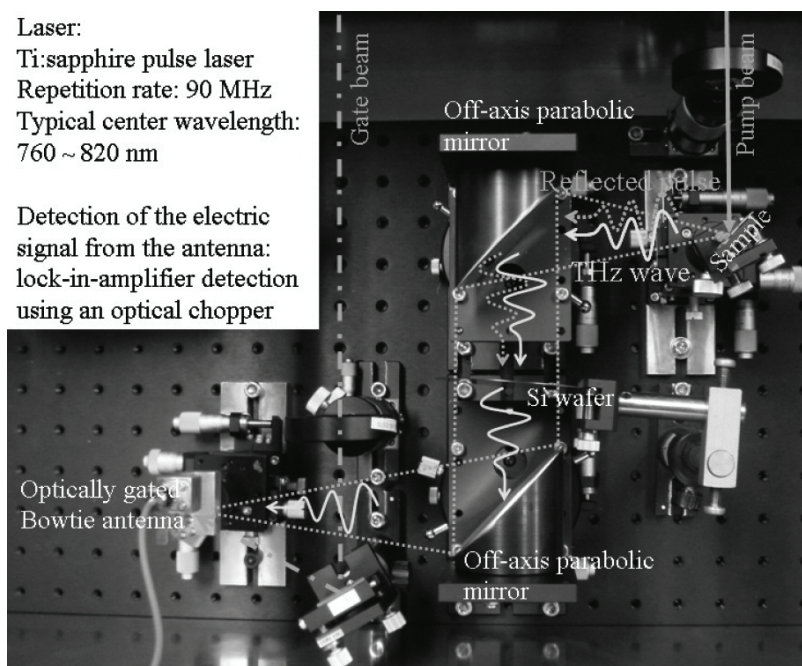 Laser:
Ti:sapphire pulse laser
Repetition rate: 90 MHz
Typical center wavelength:
760 ~ 820 nm
Detection of the electric
signal from the antenna:
lock-in-amplifier detection
using an optical chopper
Gate beam
Off-axis parabolic
mirror
Pump beam
Reflected pulse
Sample
THz wave
Si wafer
Optically gated
Bowtie antenna
Off-axis parabolic
mirror